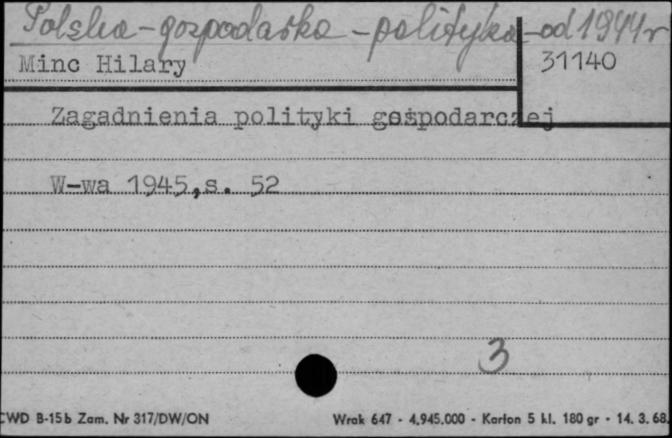 Polska - gospodarka - polityka - od 1944 r
Minc Hilary 31140
Zagadnienia polityki gospodarczej
W-wa 1945,s. 52
3
CWD B-15b Zam. Nr 317/DW/ON Wrak 647 - 4.945.000 - Karton 5 kl. 180 gr - 14. 3. 68.